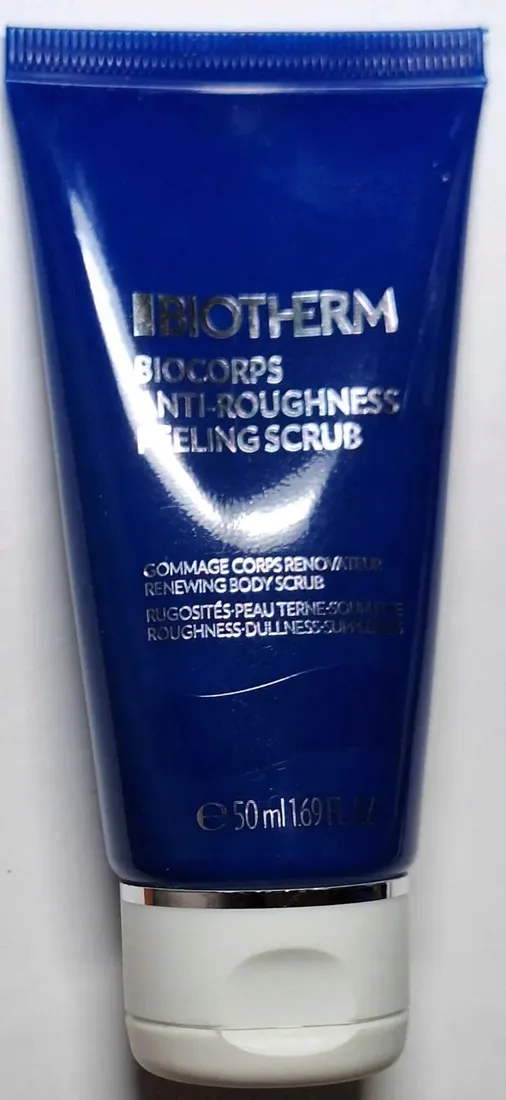 BIOTHERM
BIOCORPS
ANTI-ROUGHNESS
PEELING SCRUB
GOMMAGE CORPS RENOVATEUR
RENEWING BODY SCRUB
RUGOSITÉS·PEAU TERNE·SOUPLESSE
ROUGHNESS·DULLNESS·SUPPLENESS
℮ 50 ml 1.69 FL. OZ.